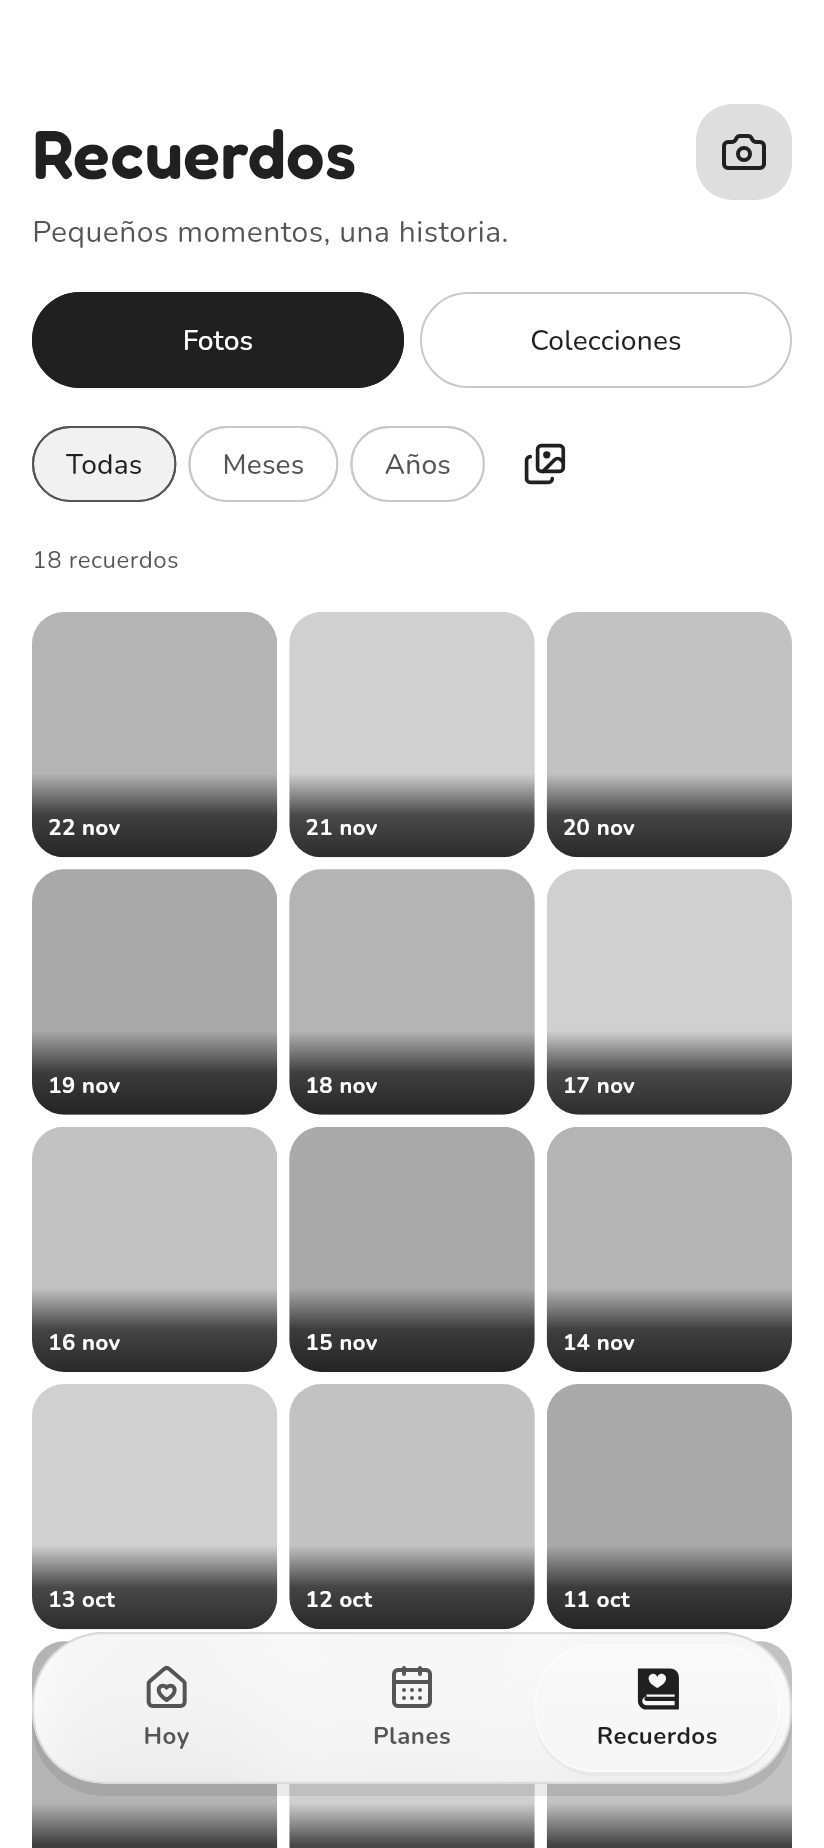 Recuerdos
Pequeños momentos, una historia.
Fotos
Colecciones
Todas
Meses
Años
18 recuerdos
22 nov
21 nov
20 nov
19 nov
18 nov
17 nov
16 nov
15 nov
14 nov
13 oct
12 oct
11 oct
Hoy
Planes
Recuerdos